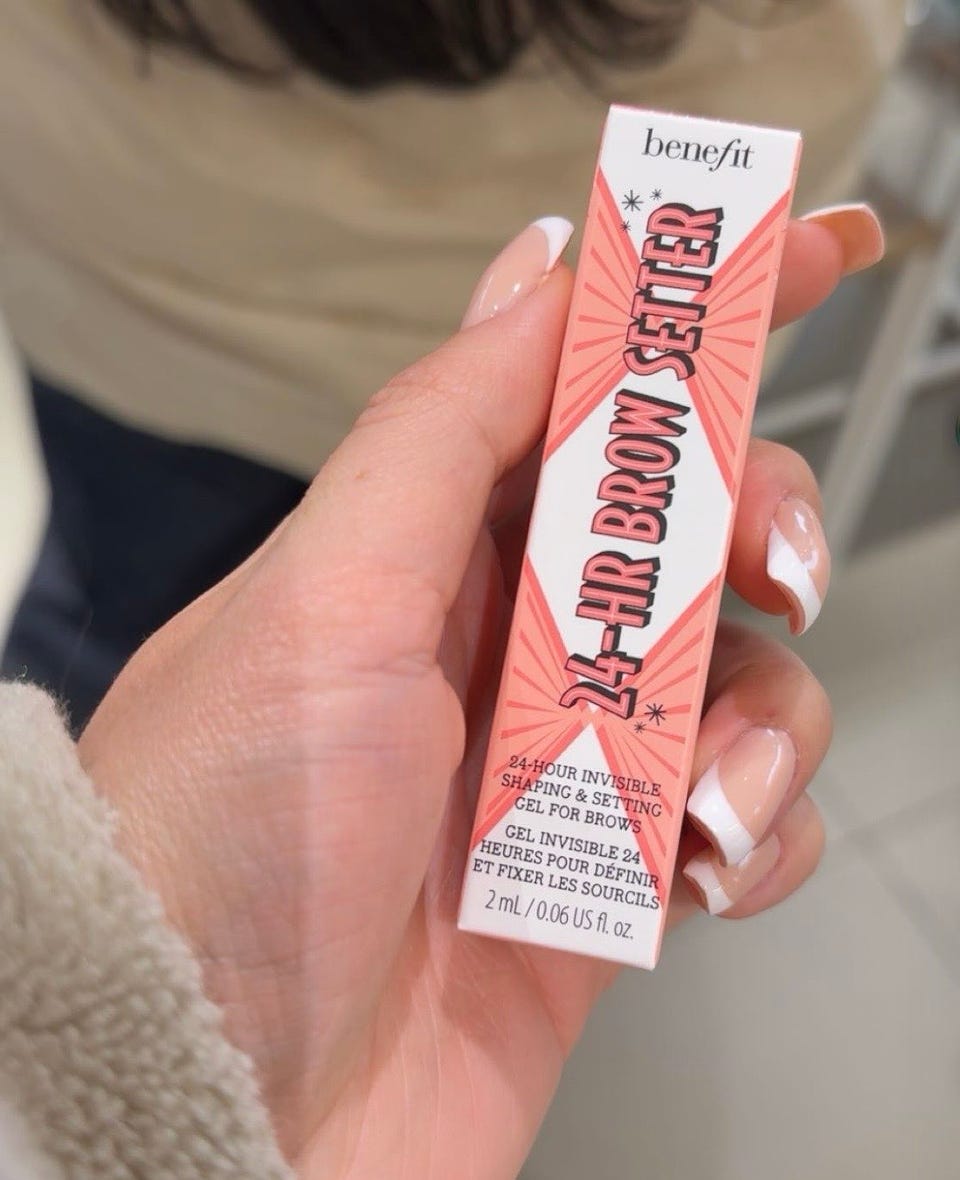 benefit
24-HR BROW SETTER
24-HOUR INVISIBLE
SHAPING & SETTING
GEL FOR BROWS
GEL INVISIBLE 24
HEURES POUR DÉFINIR
ET FIXER LES SOURCILS
2 mL / 0.06 US fl. oz.